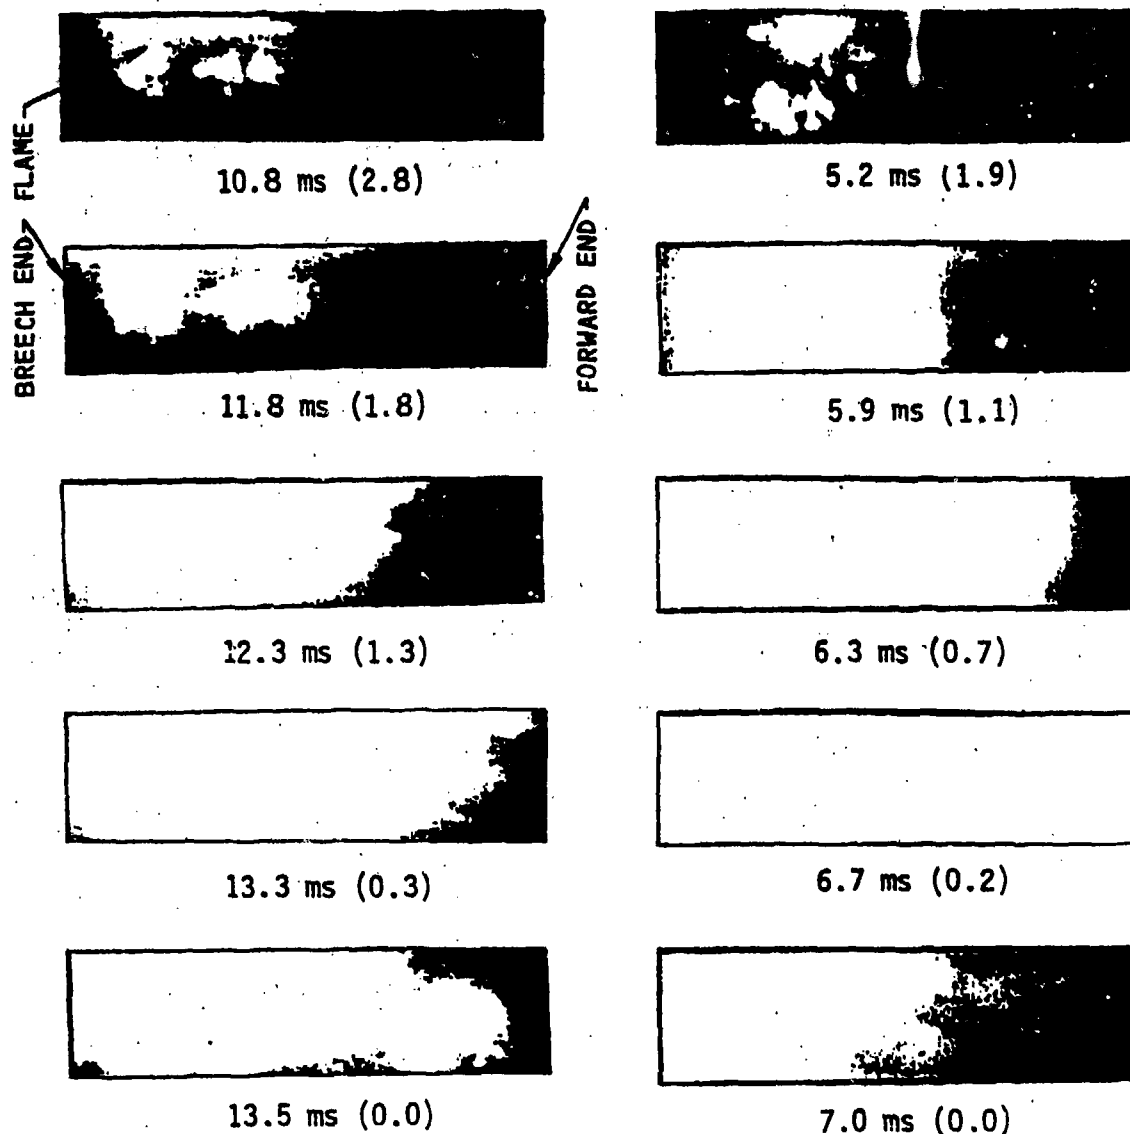 FLAME
BREECH END
FORWARD END
10.8 ms (2.8)
5.2 ms (1.9)
11.8 ms (1.8)
5.9 ms (1.1)
12.3 ms (1.3)
6.3 ms (0.7)
13.3 ms (0.3)
6.7 ms (0.2)
13.5 ms (0.0)
7.0 ms (0.0)